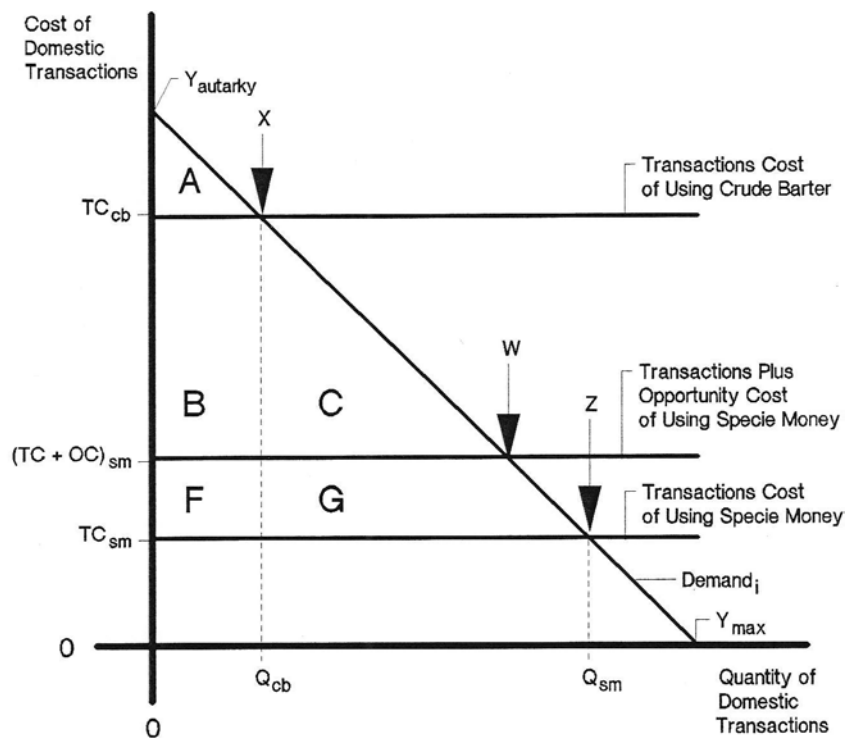 Cost of
Domestic
Transactions
Y autarky
X
A
Transactions Cost
of Using Crude Barter
TC cb
W
B
C
Z
Transactions Plus
Opportunity Cost
of Using Specie Money
(TC + OC) sm
F
G
Transactions Cost
of Using Specie Money
TC sm
Demand i
Y max
0
Q cb
Q sm
Quantity of
Domestic
Transactions
0